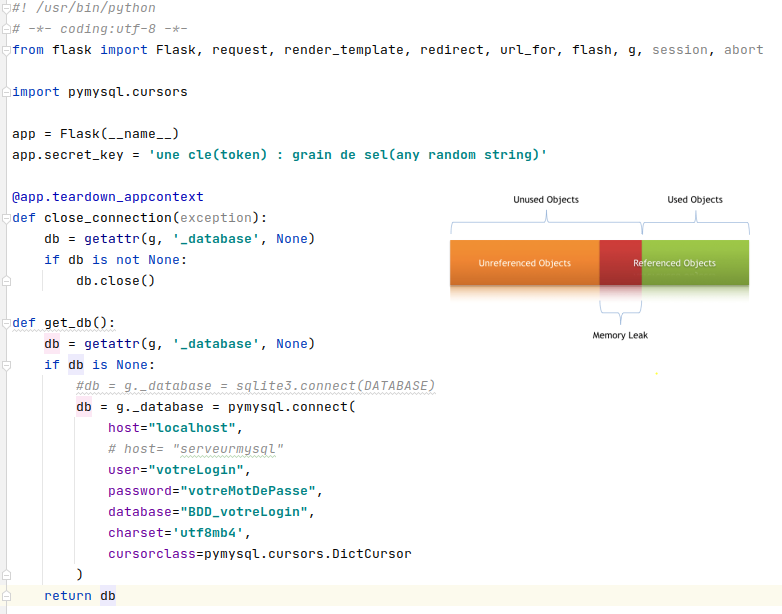 #! /usr/bin/python
# -*- coding:utf-8 -*-
from flask import Flask, request, render_template, redirect, url_for, flash, g, session, abort
import pymysql.cursors
app = Flask(__name__)
app.secret_key = 'une cle(token) : grain de sel(any random string)'
@app.teardown_appcontext
def close_connection(exception):
    db = getattr(g, '_database', None)
    if db is not None:
        db.close()
def get_db():
    db = getattr(g, '_database', None)
    if db is None:
        #db = g._database = sqlite3.connect(DATABASE)
        db = g._database = pymysql.connect(
            host="localhost",
            # host= "serveurmysql"
            user="votreLogin",
            password="votreMotDePasse",
            database="BDD_votreLogin",
            charset='utf8mb4',
            cursorclass=pymysql.cursors.DictCursor
        )
    return db
Unused Objects
Used Objects
Unreferenced Objects
Referenced Objects
Memory Leak